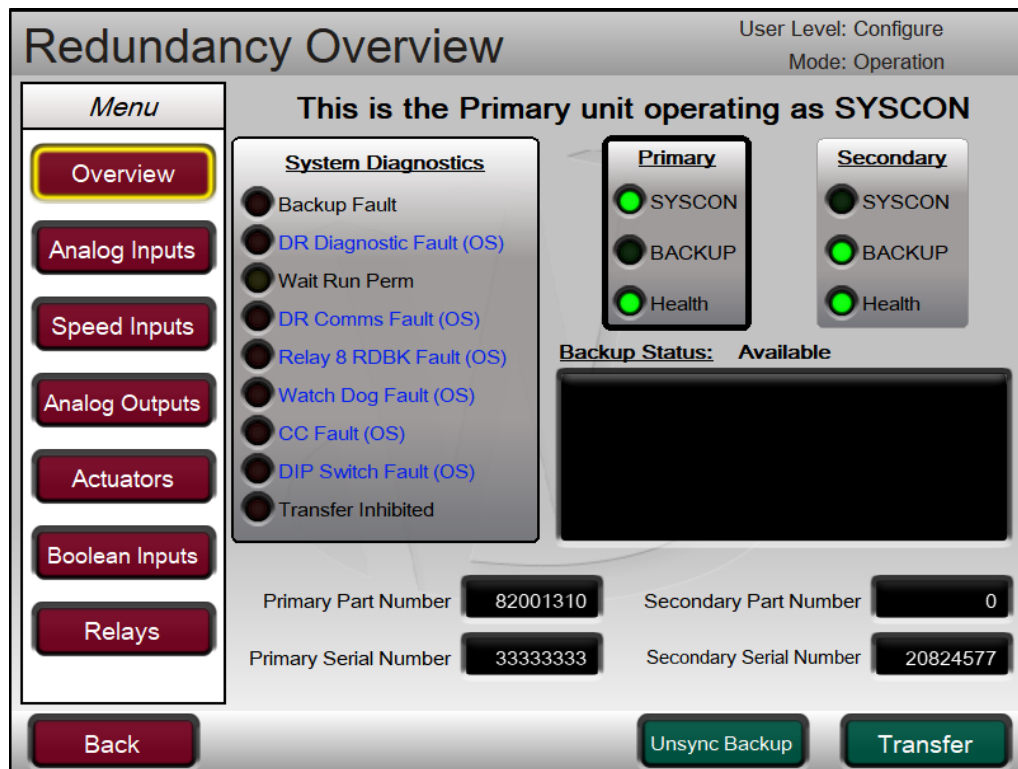 Redundancy Overview
User Level: Configure
Mode: Operation
Menu
Overview
Analog Inputs
Speed Inputs
Analog Outputs
Actuators
Boolean Inputs
Relays
This is the Primary unit operating as SYSCON
System Diagnostics
Backup Fault
DR Diagnostic Fault (OS)
Wait Run Perm
DR Comms Fault (OS)
Relay 8 RDBK Fault (OS)
Watch Dog Fault (OS)
CC Fault (OS)
DIP Switch Fault (OS)
Transfer Inhibited
Primary
SYSCON
BACKUP
Health
Secondary
SYSCON
BACKUP
Health
Backup Status: Available
Primary Part Number 82001310
Secondary Part Number 0
Primary Serial Number 33333333
Secondary Serial Number 20824577
Back
Unsync Backup
Transfer